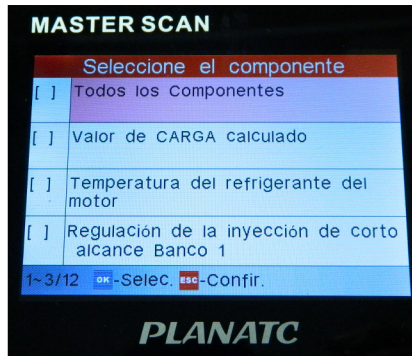 MASTER SCAN
Seleccione el componente
[ ] Todos los Componentes
[ ] Valor de CARGA calculado
[ ] Temperatura del refrigerante del
motor
[ ] Regulación de la inyección de corto
alcance Banco 1
1~3/12 OK -Selec. ESC -Confir.
PLANATC